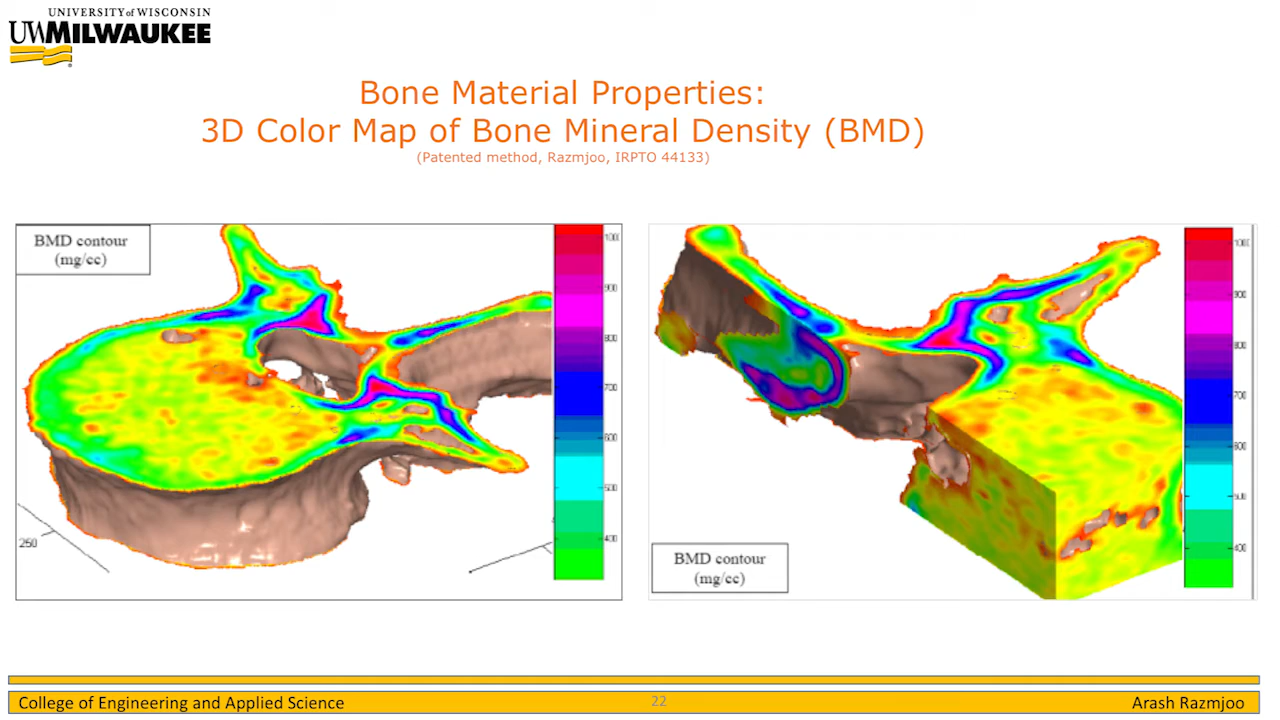 UNIVERSITY of WISCONSIN
UWMILWAUKEE
Bone Material Properties:
3D Color Map of Bone Mineral Density (BMD)
(Patented method, Razmjoo, IRPTO 44133)
BMD contour
(mg/cc)
900
800
700
600
500
400
250
900
800
700
600
500
400
BMD contour
(mg/cc)
College of Engineering and Applied Science
22
Arash Razmjoo